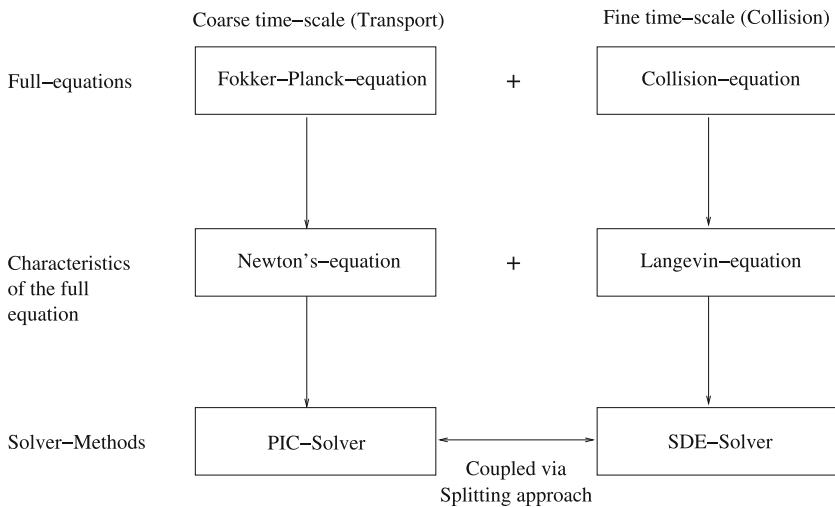 Coarse time−scale (Transport)
Fine time−scale (Collision)
Full−equations
Fokker−Planck−equation
+
Collision−equation
Characteristics
of the full
equation
Newton's−equation
+
Langevin−equation
Solver−Methods
PIC−Solver
SDE−Solver
Coupled via
Splitting approach